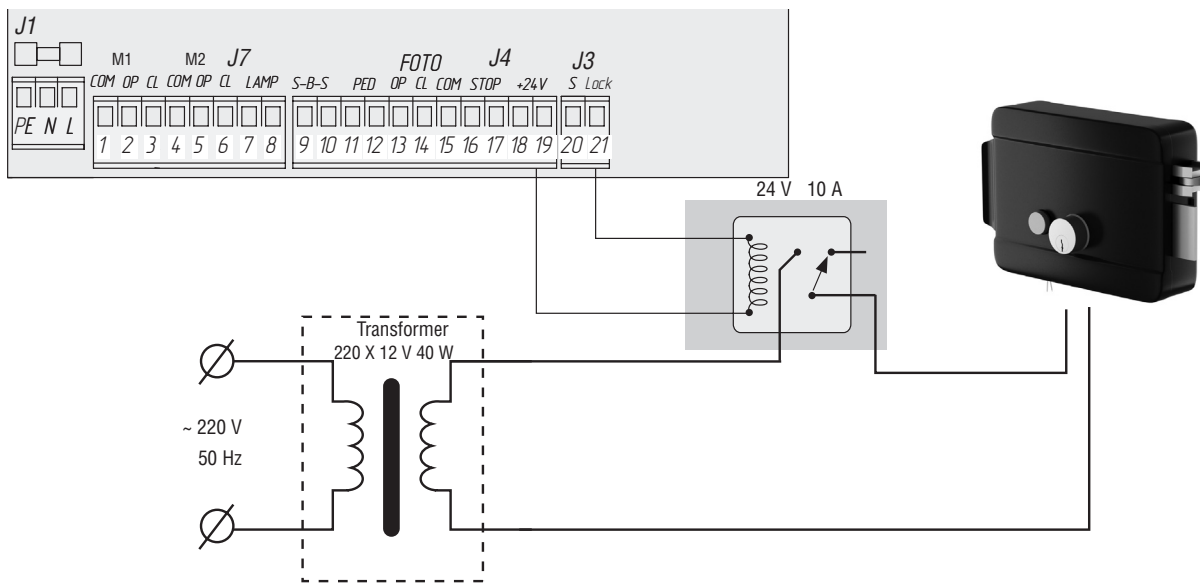 J1
M1 M2 J7 FOTO J4 J3
COM OP CL COM OP CL LAMP S-B-S PED OP CL COM STOP +24V S Lock
PE N L
1 2 3 4 5 6 7 8 9 10 11 12 13 14 15 16 17 18 19 20 21
24 V 10 A
Transformer
220 X 12 V 40 W
~ 220 V
50 Hz